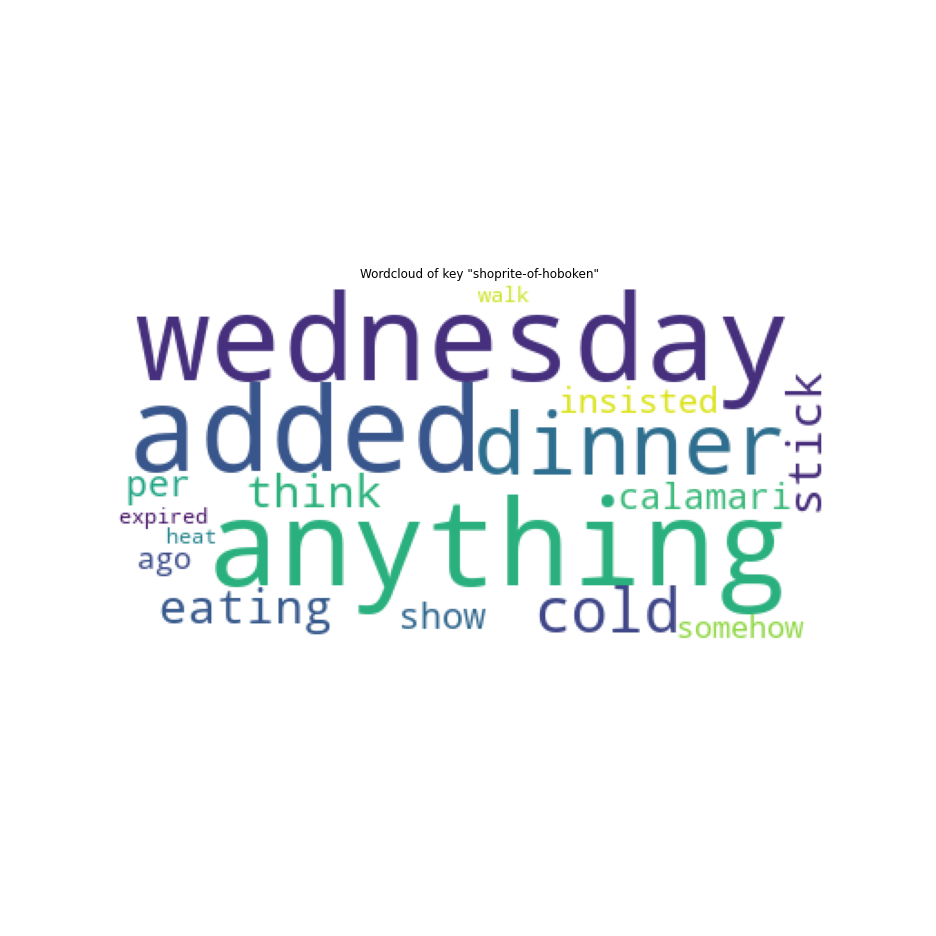 Wordcloud of key "shoprite-of-hoboken"
walk
wednesday
stick
insisted
added
dinner
per
think
calamari
expired
anything
heat
ago
eating
show
cold
somehow